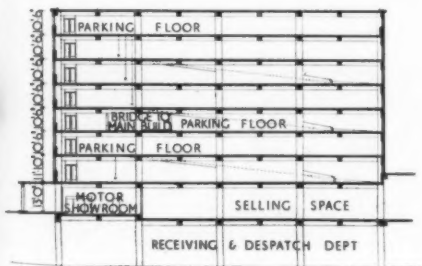 PARKING FLOOR
BRIDGE TO
MAIN BUILD. PARKING FLOOR
PARKING FLOOR
MOTOR
SHOWROOM
SELLING SPACE
RECEIVING & DESPATCH DEPT